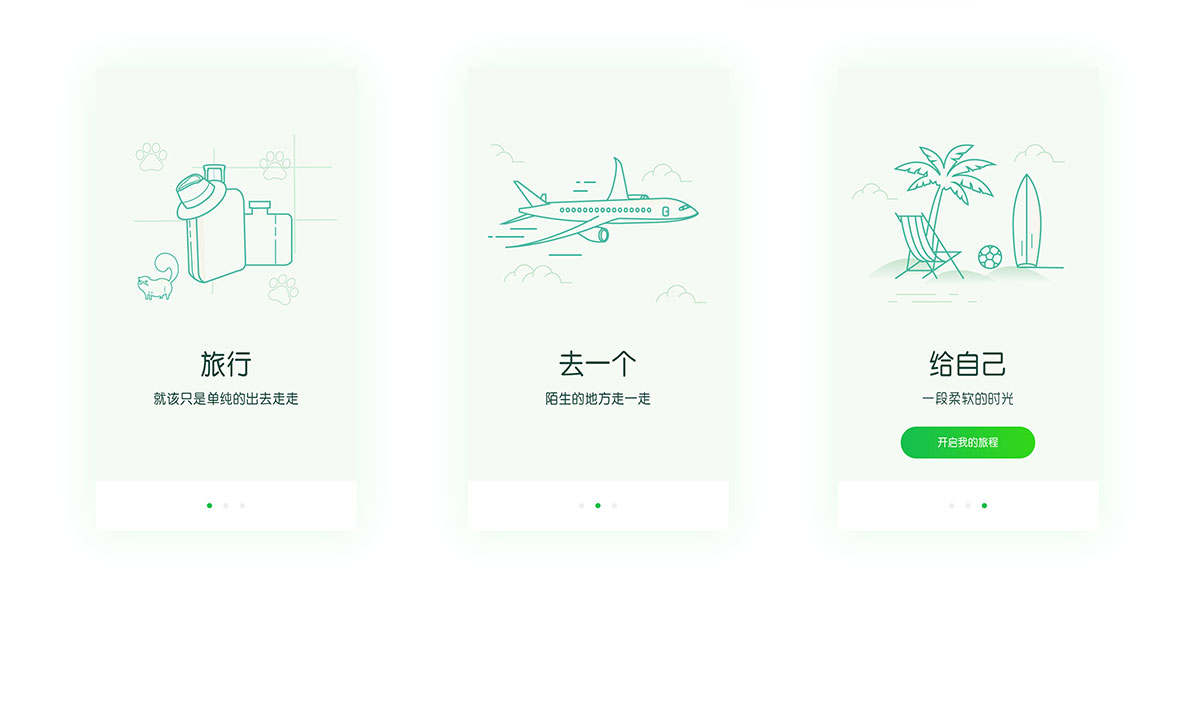 旅行
就该只是单纯的出去走走
去一个
陌生的地方走一走
给自己
一段柔软的时光
开启我的旅程